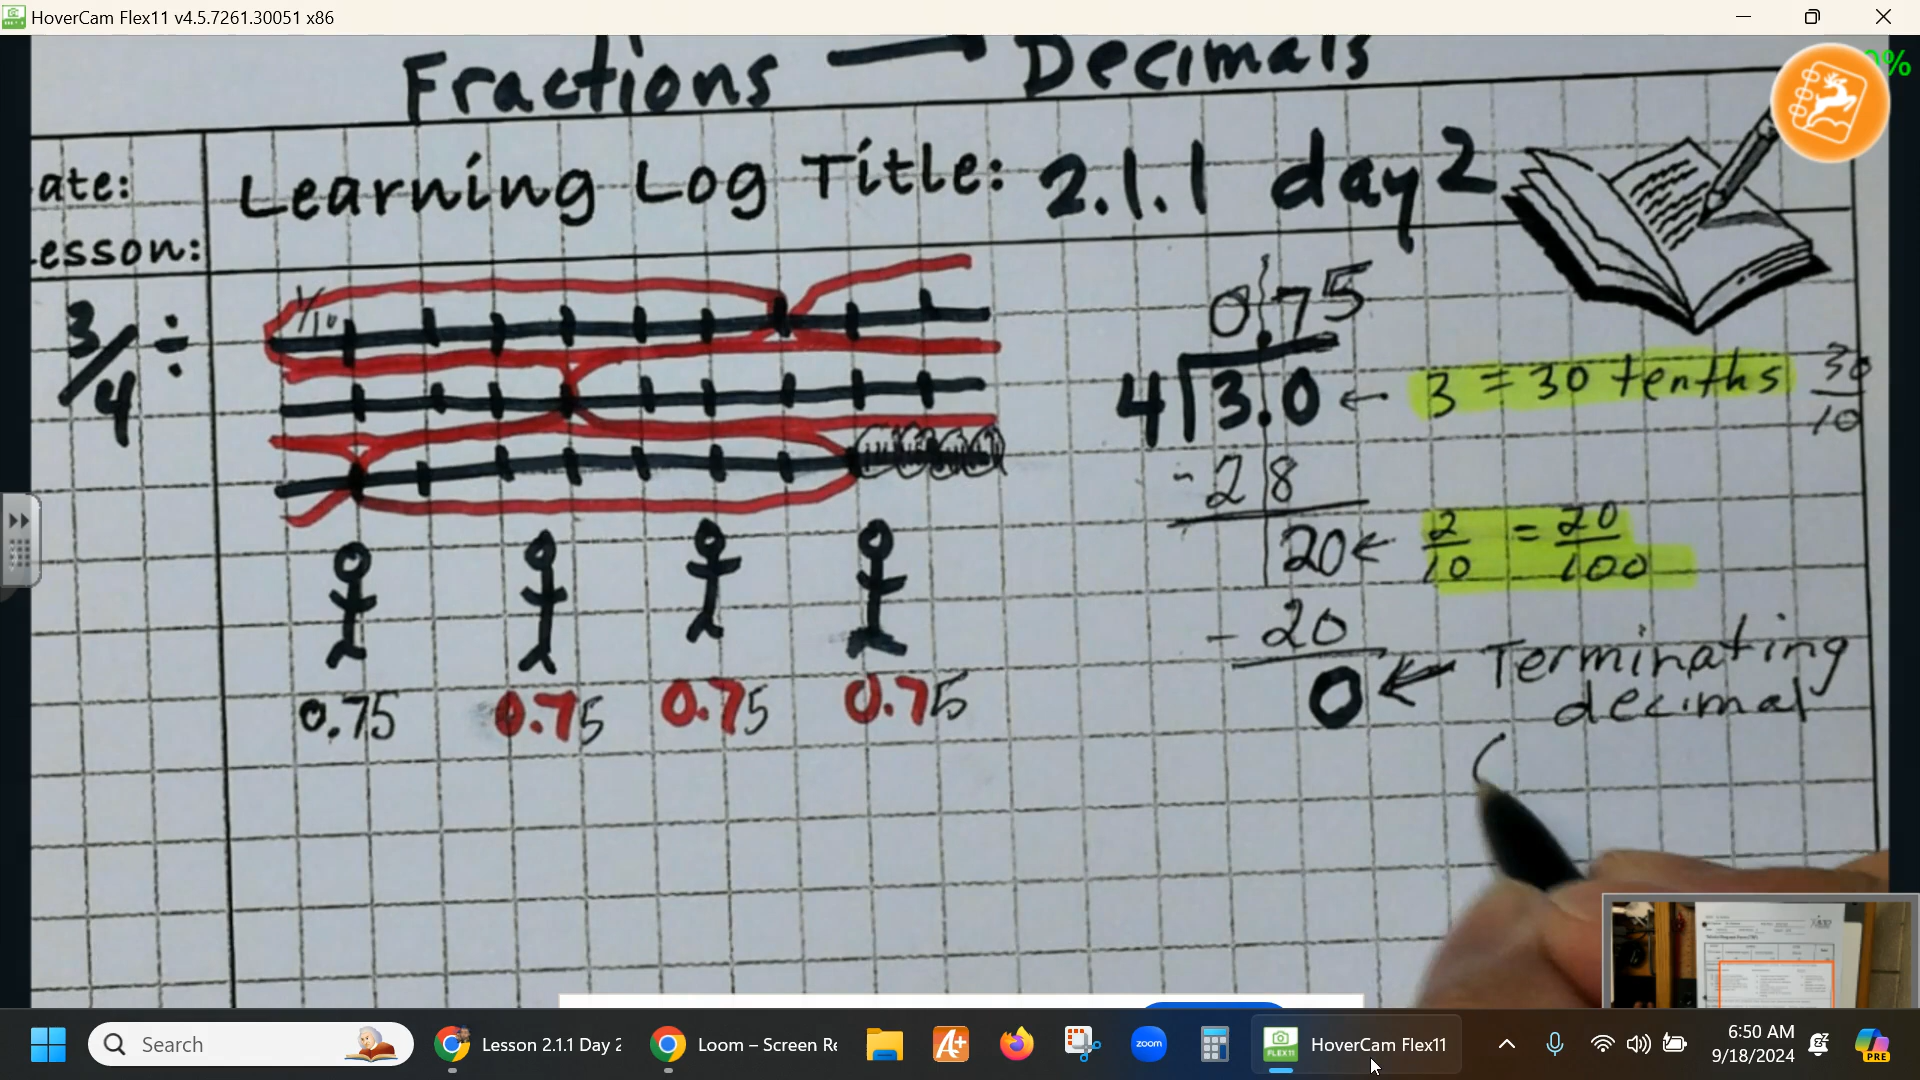 HoverCam Flex11 v4.5.7261.30051 x86
Fractions — Decimals
ate:
Learning Log Title: 2.1.1 day 2
esson:
3/4 ÷
1/10
0.75
4 3.0 ← 3 = 30 tenths 30/10
- 28
20 ← 2/10 = 20/100
- 20
0 ← Terminating
decimal
0.75 0.75 0.75 0.75
Search
Lesson 2.1.1 Day 2
Loom – Screen Re
A+
zoom
FLEX11
HoverCam Flex11
6:50 AM
9/18/2024
PRE